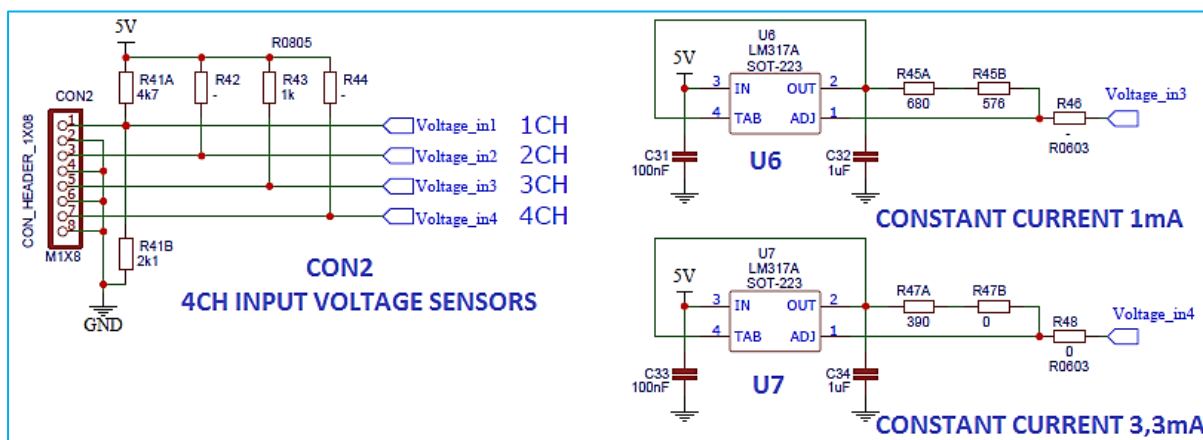 5V
R0805
R41A
4k7
R42
-
R43
1k
R44
-
CON2
CON_HEADER_1X08
1
2
3
4
5
6
7
8
M1X8
Voltage_in1 1CH
Voltage_in2 2CH
Voltage_in3 3CH
Voltage_in4 4CH
R41B
2k1
GND
CON2
4CH INPUT VOLTAGE SENSORS
U6
LM317A
SOT-223
5V
3 IN OUT 2
4 TAB ADJ 1
R45A
680
R45B
576
R46
-
R0603
Voltage_in3
C31
100nF
U6
C32
1uF
CONSTANT CURRENT 1mA
U7
LM317A
SOT-223
5V
3 IN OUT 2
4 TAB ADJ 1
R47A
390
R47B
0
R48
0
R0603
Voltage_in4
C33
100nF
U7
C34
1uF
CONSTANT CURRENT 3,3mA